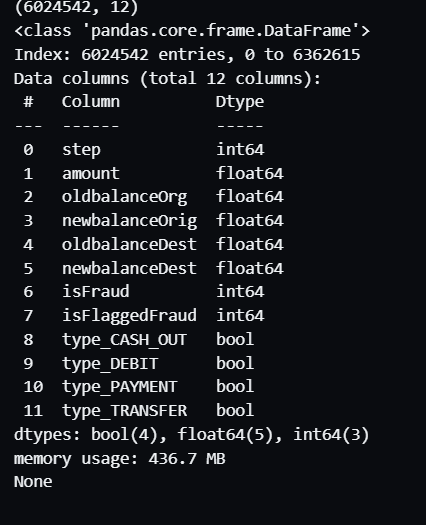 (6024542, 12)
<class 'pandas.core.frame.DataFrame'>
Index: 6024542 entries, 0 to 6362615
Data columns (total 12 columns):
 #   Column          Dtype
---  ------          -----
 0   step            int64
 1   amount          float64
 2   oldbalanceOrg   float64
 3   newbalanceOrig  float64
 4   oldbalanceDest  float64
 5   newbalanceDest  float64
 6   isFraud         int64
 7   isFlaggedFraud  int64
 8   type_CASH_OUT   bool
 9   type_DEBIT      bool
 10  type_PAYMENT    bool
 11  type_TRANSFER   bool
dtypes: bool(4), float64(5), int64(3)
memory usage: 436.7 MB
None